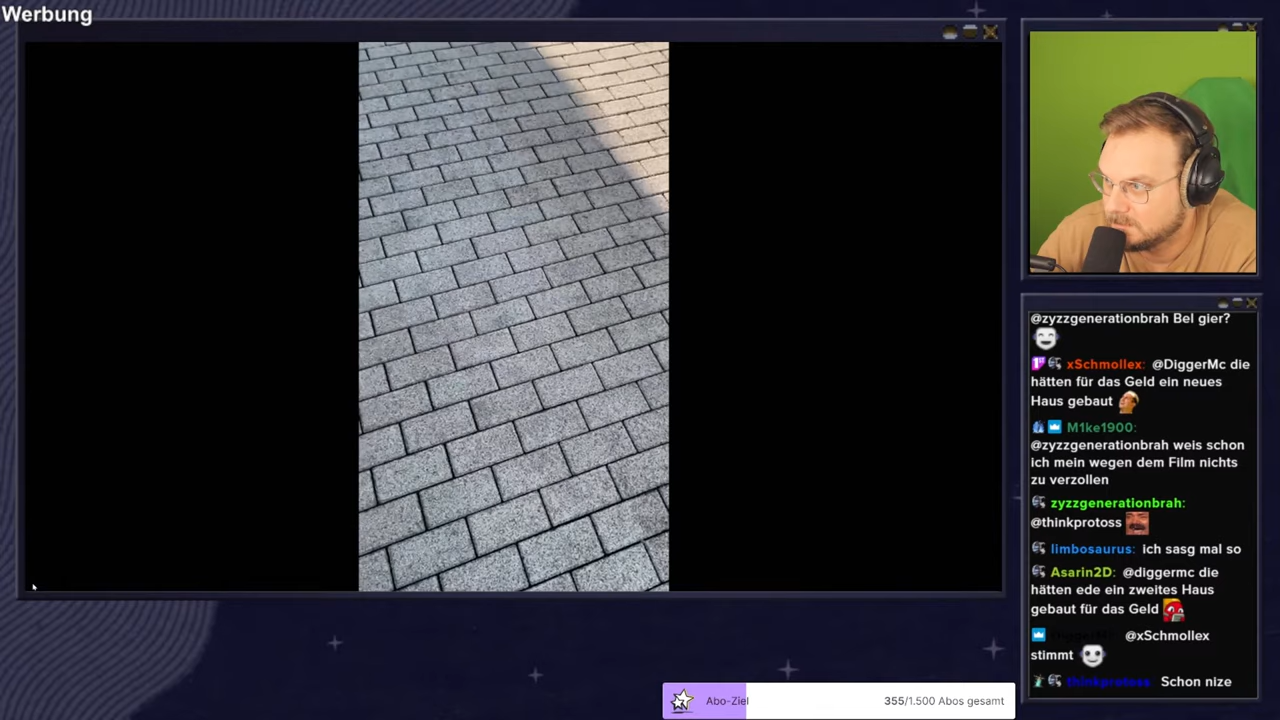 Werbung
@zyzzgenerationbrah Bel gier?
xSchmollex: @DiggerMc die
hätten für das Geld ein neues
Haus gebaut
M1ke1900:
@zyzzgenerationbrah weis schon
ich mein wegen dem Film nichts
zu verzollen
zyzzgenerationbrah:
@thinkprotoss
limbosaurus: ich sasg mal so
Asarin2D: @diggermc die
hätten ede ein zweites Haus
gebaut für das Geld
DiggerMc: @xSchmollex
stimmt
thinkprotoss: Schon nize
Abo-Ziel 355/1.500 Abos gesamt